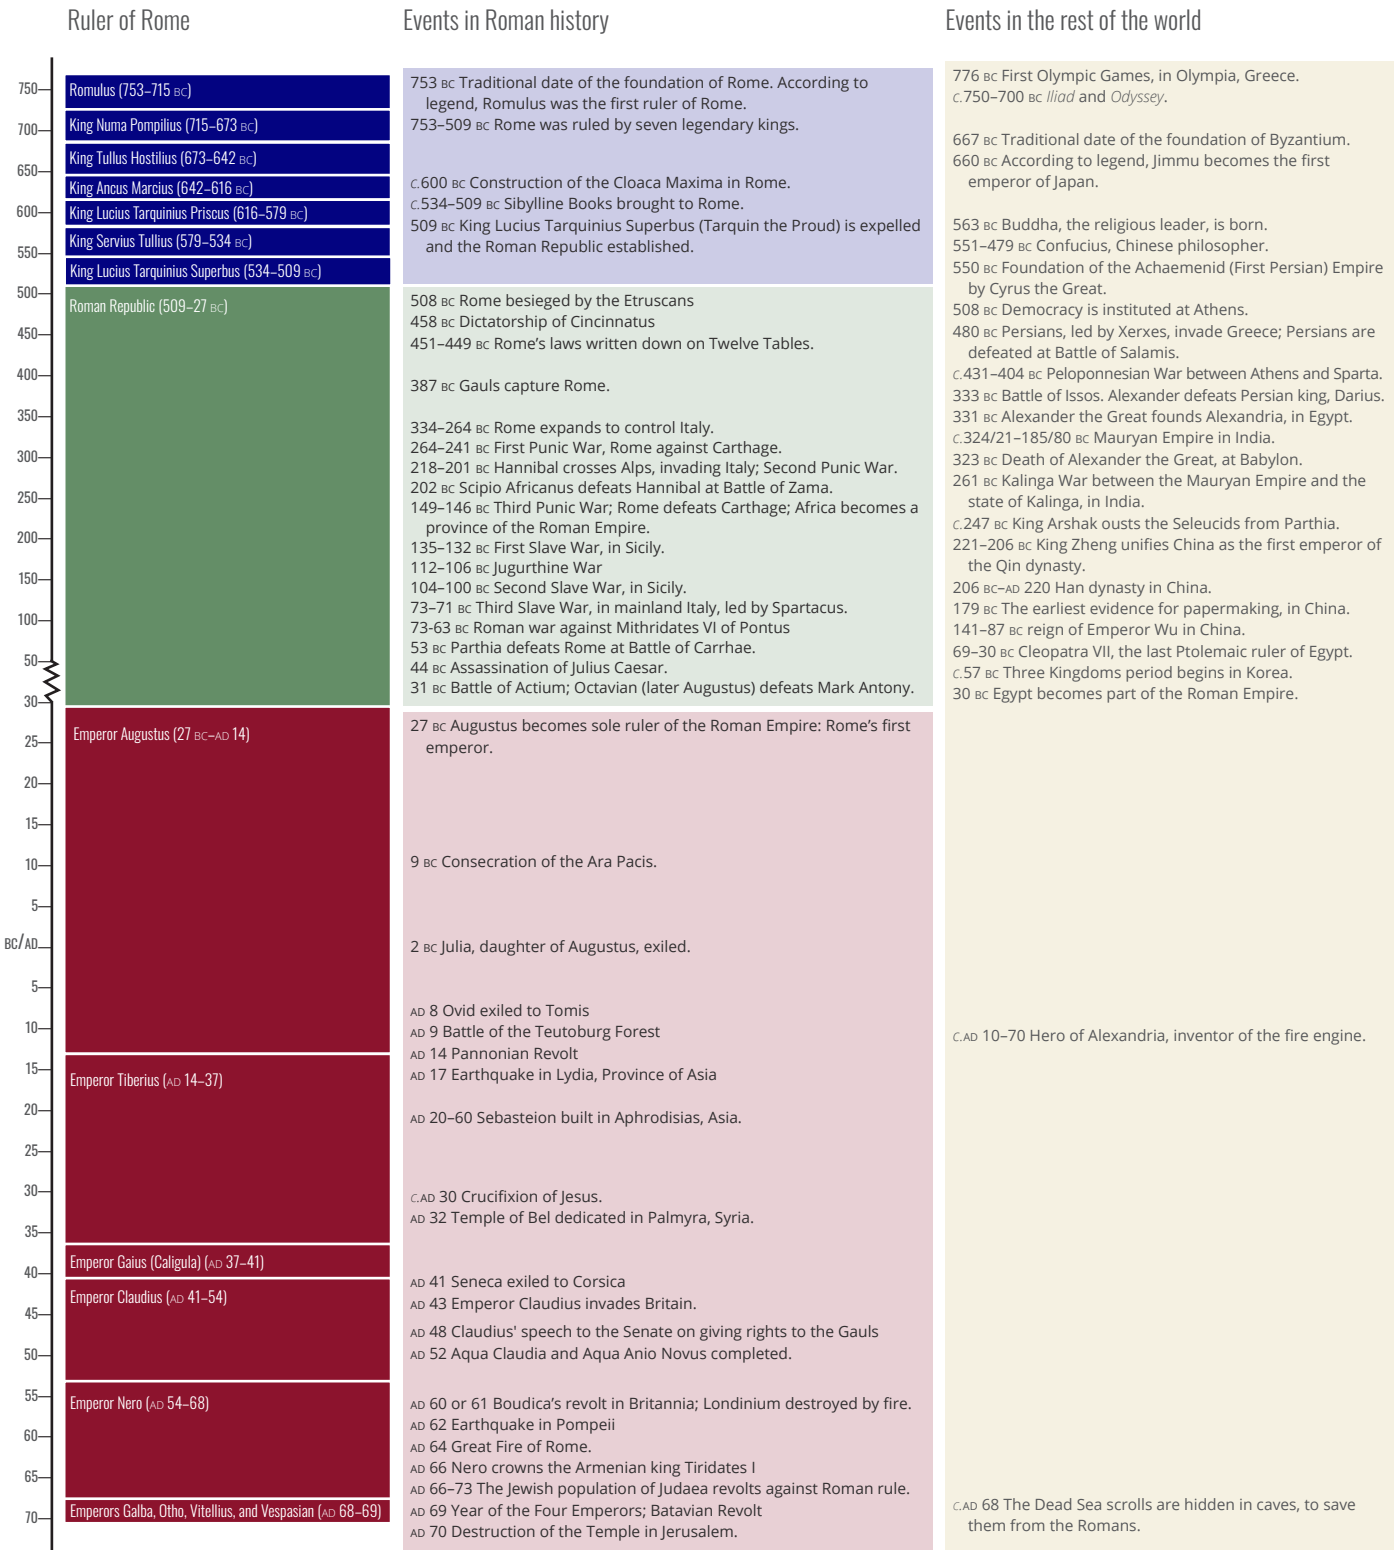 Ruler of Rome
Events in Roman history
Events in the rest of the world
750
700
650
600
550
500
450
400
350
300
250
200
150
100
50
30
25
20
15
10
5
BC/AD
5
10
15
20
25
30
35
40
45
50
55
60
65
70
Romulus (753–715 BC)
King Numa Pompilius (715–673 BC)
King Tullus Hostilius (673–642 BC)
King Ancus Marcius (642–616 BC)
King Lucius Tarquinius Priscus (616–579 BC)
King Servius Tullius (579–534 BC)
King Lucius Tarquinius Superbus (534–509 BC)
Roman Republic (509–27 BC)
Emperor Augustus (27 BC–AD 14)
Emperor Tiberius (AD 14–37)
Emperor Gaius (Caligula) (AD 37–41)
Emperor Claudius (AD 41–54)
Emperor Nero (AD 54–68)
Emperors Galba, Otho, Vitellius, and Vespasian (AD 68–69)
753 BC Traditional date of the foundation of Rome. According to
legend, Romulus was the first ruler of Rome.
753–509 BC Rome was ruled by seven legendary kings.
c.600 BC Construction of the Cloaca Maxima in Rome.
c.534–509 BC Sibylline Books brought to Rome.
509 BC King Lucius Tarquinius Superbus (Tarquin the Proud) is expelled
and the Roman Republic established.
508 BC Rome besieged by the Etruscans
458 BC Dictatorship of Cincinnatus
451–449 BC Rome’s laws written down on Twelve Tables.
387 BC Gauls capture Rome.
334–264 BC Rome expands to control Italy.
264–241 BC First Punic War, Rome against Carthage.
218–201 BC Hannibal crosses Alps, invading Italy; Second Punic War.
202 BC Scipio Africanus defeats Hannibal at Battle of Zama.
149–146 BC Third Punic War; Rome defeats Carthage; Africa becomes a
province of the Roman Empire.
135–132 BC First Slave War, in Sicily.
112–106 BC Jugurthine War
104–100 BC Second Slave War, in Sicily.
73–71 BC Third Slave War, in mainland Italy, led by Spartacus.
73-63 BC Roman war against Mithridates VI of Pontus
53 BC Parthia defeats Rome at Battle of Carrhae.
44 BC Assassination of Julius Caesar.
31 BC Battle of Actium; Octavian (later Augustus) defeats Mark Antony.
27 BC Augustus becomes sole ruler of the Roman Empire: Rome’s first
emperor.
9 BC Consecration of the Ara Pacis.
2 BC Julia, daughter of Augustus, exiled.
AD 8 Ovid exiled to Tomis
AD 9 Battle of the Teutoburg Forest
AD 14 Pannonian Revolt
AD 17 Earthquake in Lydia, Province of Asia
AD 20–60 Sebasteion built in Aphrodisias, Asia.
c.AD 30 Crucifixion of Jesus.
AD 32 Temple of Bel dedicated in Palmyra, Syria.
AD 41 Seneca exiled to Corsica
AD 43 Emperor Claudius invades Britain.
AD 48 Claudius' speech to the Senate on giving rights to the Gauls
AD 52 Aqua Claudia and Aqua Anio Novus completed.
AD 60 or 61 Boudica’s revolt in Britannia; Londinium destroyed by fire.
AD 62 Earthquake in Pompeii
AD 64 Great Fire of Rome.
AD 66 Nero crowns the Armenian king Tiridates I
AD 66–73 The Jewish population of Judaea revolts against Roman rule.
AD 69 Year of the Four Emperors; Batavian Revolt
AD 70 Destruction of the Temple in Jerusalem.
776 BC First Olympic Games, in Olympia, Greece.
c.750–700 BC Iliad and Odyssey.
667 BC Traditional date of the foundation of Byzantium.
660 BC According to legend, Jimmu becomes the first
emperor of Japan.
563 BC Buddha, the religious leader, is born.
551–479 BC Confucius, Chinese philosopher.
550 BC Foundation of the Achaemenid (First Persian) Empire
by Cyrus the Great.
508 BC Democracy is instituted at Athens.
480 BC Persians, led by Xerxes, invade Greece; Persians are
defeated at Battle of Salamis.
c.431–404 BC Peloponnesian War between Athens and Sparta.
333 BC Battle of Issos. Alexander defeats Persian king, Darius.
331 BC Alexander the Great founds Alexandria, in Egypt.
c.324/21–185/80 BC Mauryan Empire in India.
323 BC Death of Alexander the Great, at Babylon.
261 BC Kalinga War between the Mauryan Empire and the
state of Kalinga, in India.
c.247 BC King Arshak ousts the Seleucids from Parthia.
221–206 BC King Zheng unifies China as the first emperor of
the Qin dynasty.
206 BC–AD 220 Han dynasty in China.
179 BC The earliest evidence for papermaking, in China.
141–87 BC reign of Emperor Wu in China.
69–30 BC Cleopatra VII, the last Ptolemaic ruler of Egypt.
c.57 BC Three Kingdoms period begins in Korea.
30 BC Egypt becomes part of the Roman Empire.
c.AD 10–70 Hero of Alexandria, inventor of the fire engine.
c.AD 68 The Dead Sea scrolls are hidden in caves, to save
them from the Romans.